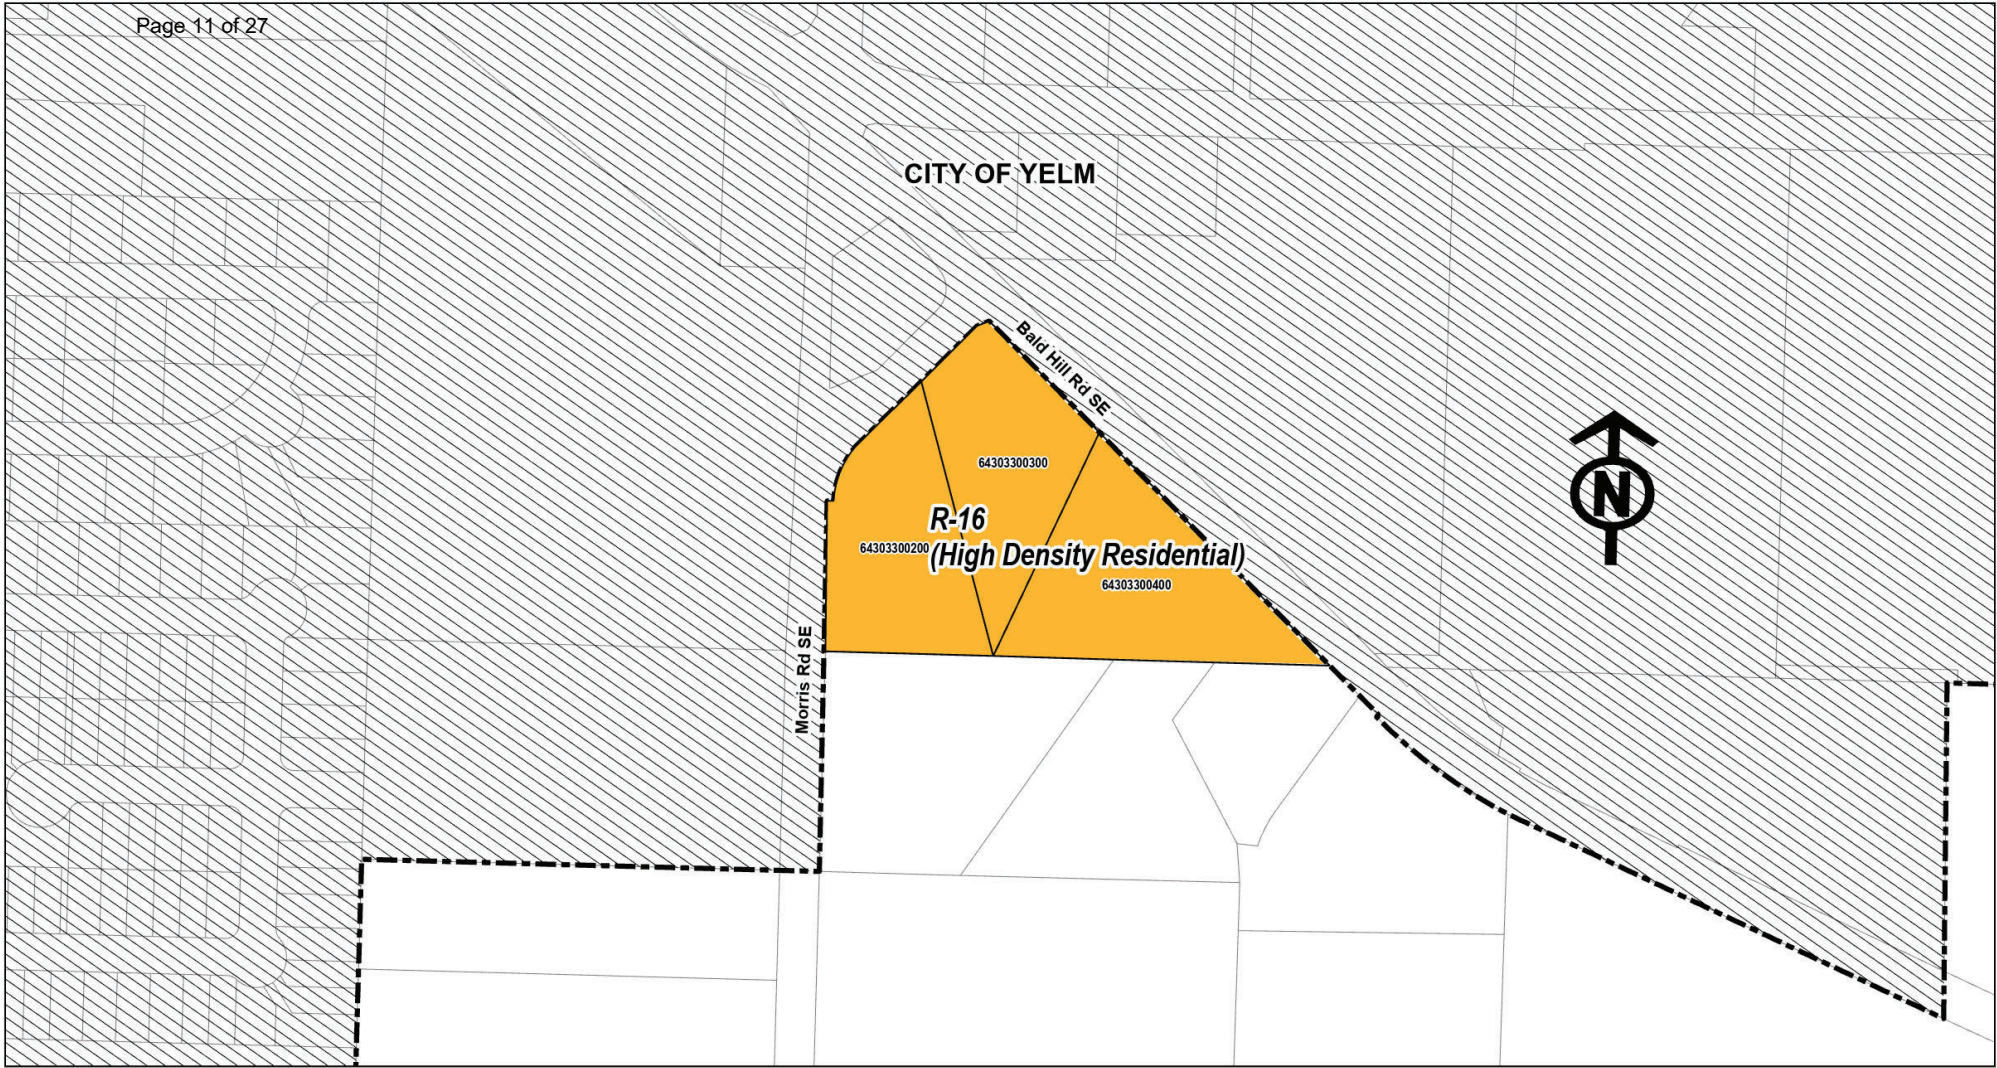 Page 11 of 27
CITY OF YELM
Bald Hill Rd SE
64303300300
R-16
64303300200
(High Density Residential)
64303300400
Morris Rd SE
N